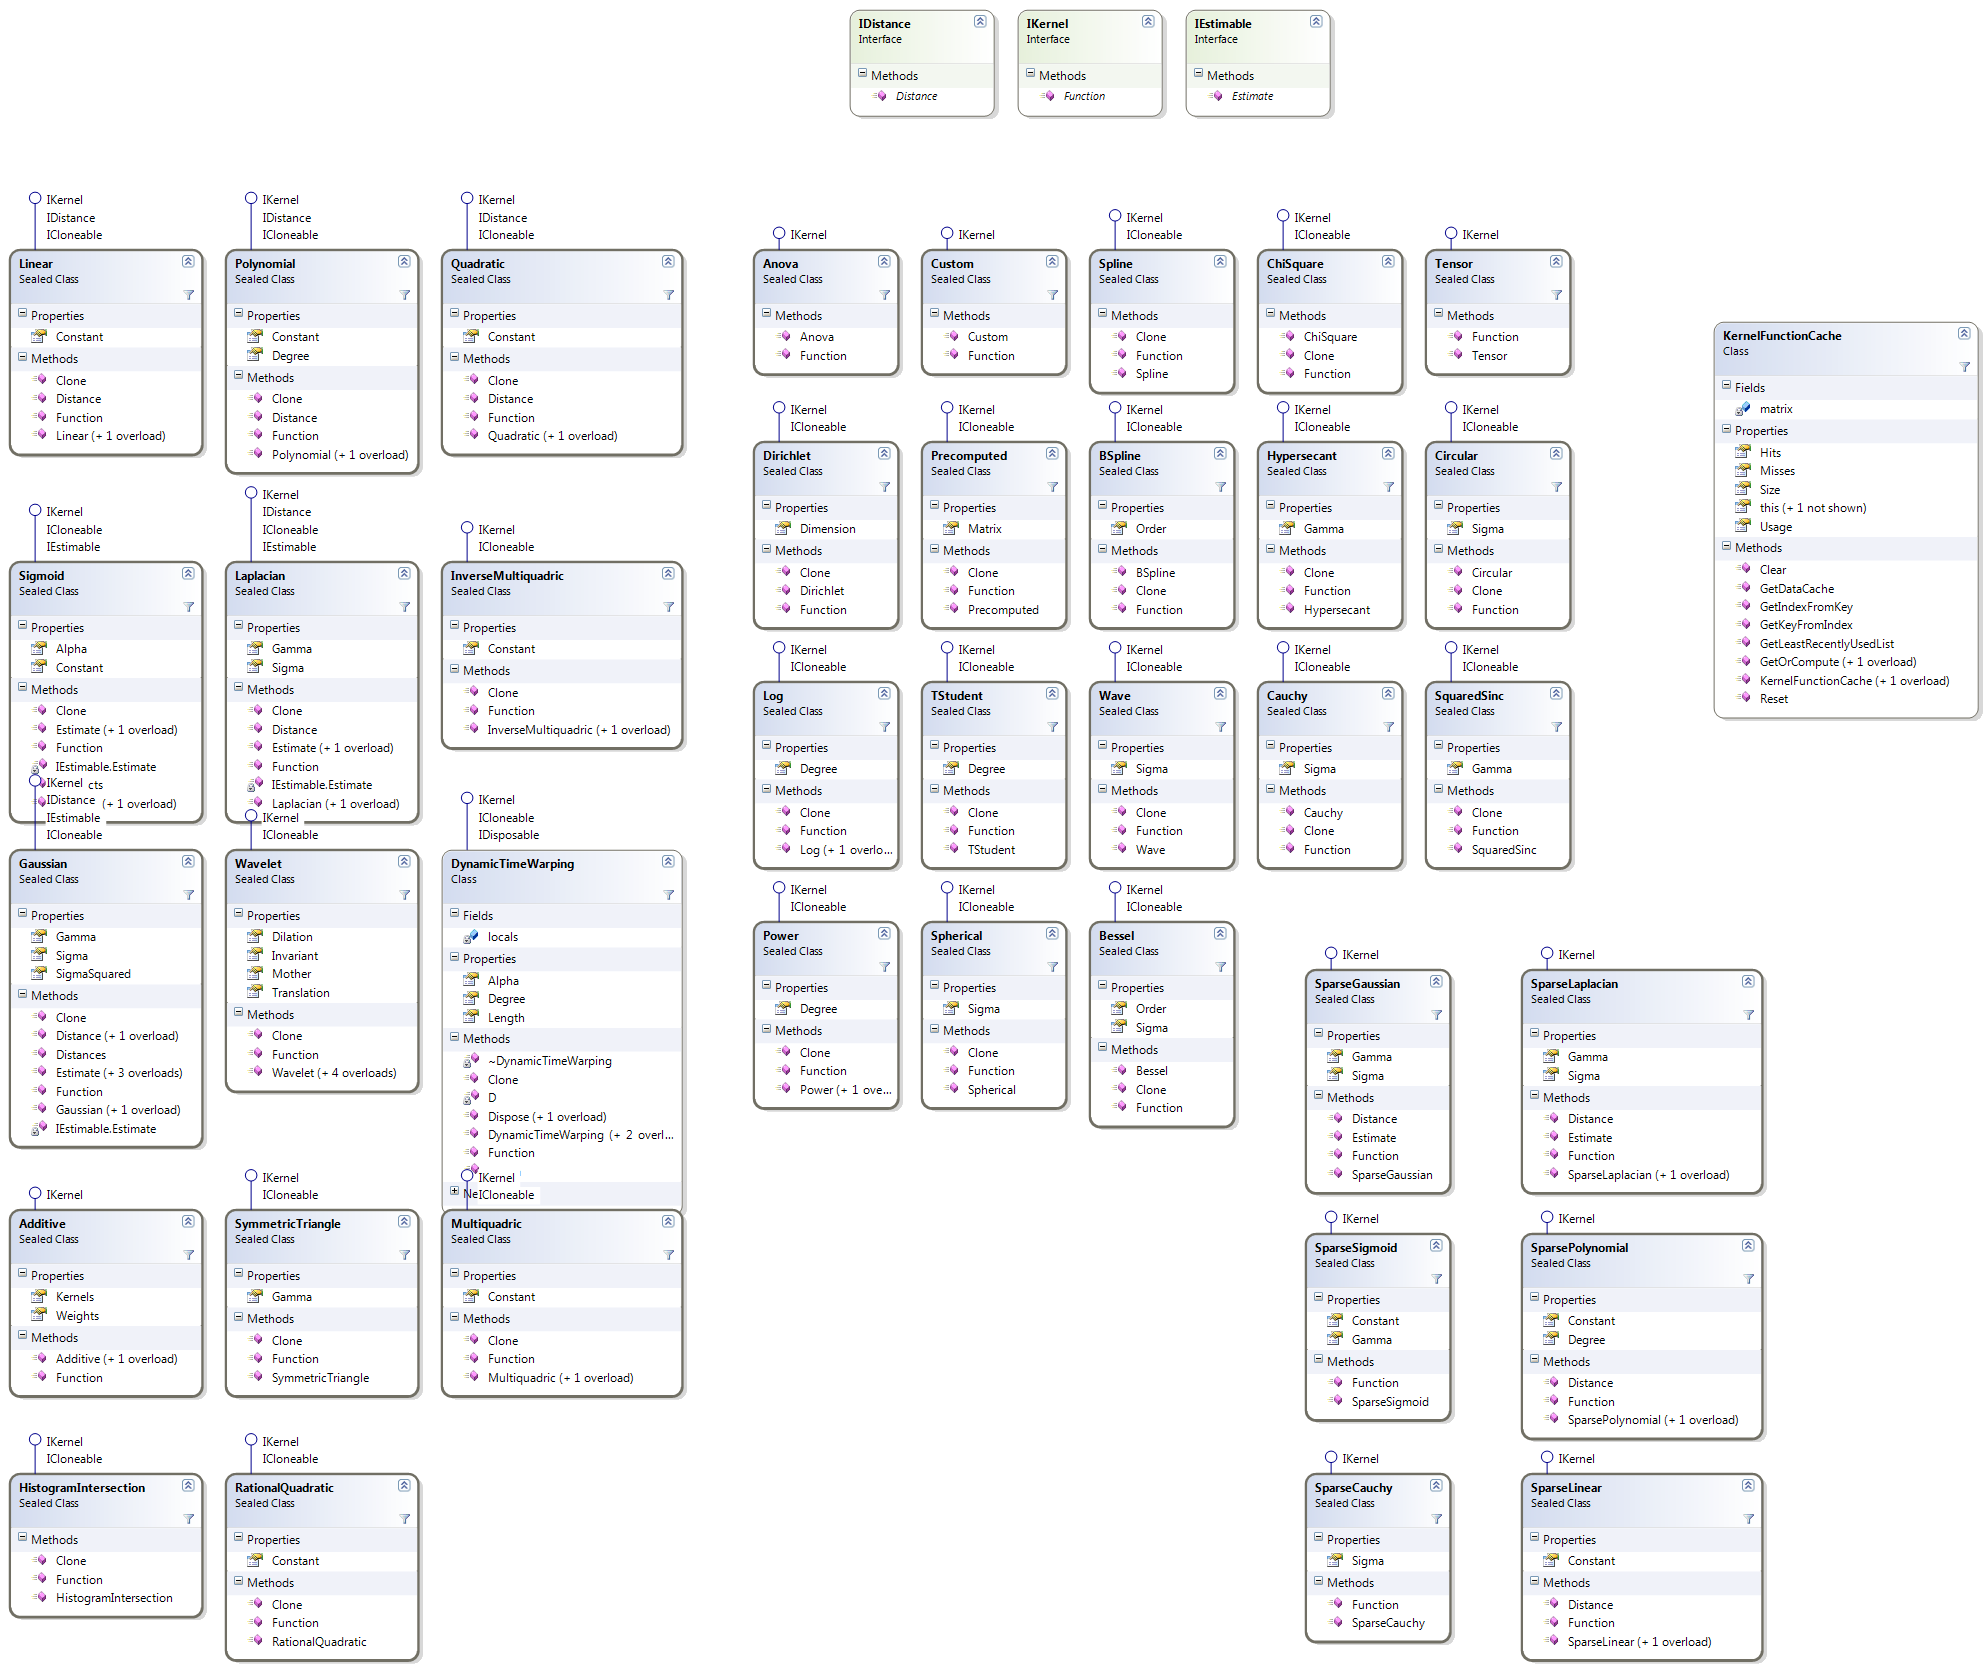 IDistance
Interface
Methods
Distance
IKernel
Interface
Methods
Function
IEstimable
Interface
Methods
Estimate
IKernel
IDistance
ICloneable
Linear
Sealed Class
Properties
Constant
Methods
Clone
Distance
Function
Linear (+ 1 overload)
IKernel
IDistance
ICloneable
Polynomial
Sealed Class
Properties
Constant
Degree
Methods
Clone
Distance
Function
Polynomial (+ 1 overload)
IKernel
IDistance
ICloneable
Quadratic
Sealed Class
Properties
Constant
Methods
Clone
Distance
Function
Quadratic (+ 1 overload)
IKernel
Anova
Sealed Class
Methods
Anova
Function
IKernel
Custom
Sealed Class
Methods
Custom
Function
IKernel
ICloneable
Spline
Sealed Class
Methods
Clone
Function
Spline
IKernel
ICloneable
ChiSquare
Sealed Class
Methods
ChiSquare
Clone
Function
IKernel
Tensor
Sealed Class
Methods
Function
Tensor
KernelFunctionCache
Class
Fields
matrix
Properties
Hits
Misses
Size
this (+ 1 not shown)
Usage
Methods
Clear
GetDataCache
GetIndexFromKey
GetKeyFromIndex
GetLeastRecentlyUsedList
GetOrCompute (+ 1 overload)
KernelFunctionCache (+ 1 overload)
Reset
IKernel
ICloneable
Dirichlet
Sealed Class
Properties
Dimension
Methods
Clone
Dirichlet
Function
IKernel
ICloneable
Precomputed
Sealed Class
Properties
Matrix
Methods
Clone
Function
Precomputed
IKernel
ICloneable
BSpline
Sealed Class
Properties
Order
Methods
BSpline
Clone
Function
IKernel
ICloneable
Hypersecant
Sealed Class
Properties
Gamma
Methods
Clone
Function
Hypersecant
IKernel
ICloneable
Circular
Sealed Class
Properties
Sigma
Methods
Circular
Clone
Function
IKernel
ICloneable
IEstimable
Sigmoid
Sealed Class
Properties
Alpha
Constant
Methods
Clone
Estimate (+ 1 overload)
Function
IEstimable.Estimate
cts
(+ 1 overload)
IKernel
IDistance
ICloneable
IEstimable
Laplacian
Sealed Class
Properties
Gamma
Sigma
Methods
Clone
Distance
Estimate (+ 1 overload)
Function
IEstimable.Estimate
Laplacian (+ 1 overload)
IKernel
ICloneable
InverseMultiquadric
Sealed Class
Properties
Constant
Methods
Clone
Function
InverseMultiquadric (+ 1 overload)
IKernel
ICloneable
Log
Sealed Class
Properties
Degree
Methods
Clone
Function
Log (+ 1 overlo...
IKernel
ICloneable
TStudent
Sealed Class
Properties
Degree
Methods
Clone
Function
TStudent
IKernel
ICloneable
Wave
Sealed Class
Properties
Sigma
Methods
Clone
Function
Wave
IKernel
ICloneable
Cauchy
Sealed Class
Properties
Sigma
Methods
Cauchy
Clone
Function
IKernel
ICloneable
SquaredSinc
Sealed Class
Properties
Gamma
Methods
Clone
Function
SquaredSinc
IKernel
IDistance
IEstimable
ICloneable
Gaussian
Sealed Class
Properties
Gamma
Sigma
SigmaSquared
Methods
Clone
Distance (+ 1 overload)
Distances
Estimate (+ 3 overloads)
Function
Gaussian (+ 1 overload)
IEstimable.Estimate
IKernel
ICloneable
Wavelet
Sealed Class
Properties
Dilation
Invariant
Mother
Translation
Methods
Clone
Function
Wavelet (+ 4 overloads)
IKernel
ICloneable
IDisposable
DynamicTimeWarping
Class
Fields
locals
Properties
Alpha
Degree
Length
Methods
~DynamicTimeWarping
Clone
D
Dispose (+ 1 overload)
DynamicTimeWarping (+ 2 overl...
Function
Ne
IKernel
ICloneable
Power
Sealed Class
Properties
Degree
Methods
Clone
Function
Power (+ 1 ove...
IKernel
ICloneable
Spherical
Sealed Class
Properties
Sigma
Methods
Clone
Function
Spherical
IKernel
ICloneable
Bessel
Sealed Class
Properties
Order
Sigma
Methods
Bessel
Clone
Function
IKernel
SparseGaussian
Sealed Class
Properties
Gamma
Sigma
Methods
Distance
Estimate
Function
SparseGaussian
IKernel
SparseLaplacian
Sealed Class
Properties
Gamma
Sigma
Methods
Distance
Estimate
Function
SparseLaplacian (+ 1 overload)
IKernel
Additive
Sealed Class
Properties
Kernels
Weights
Methods
Additive (+ 1 overload)
Function
IKernel
ICloneable
SymmetricTriangle
Sealed Class
Properties
Gamma
Methods
Clone
Function
SymmetricTriangle
IKernel
ICloneable
Multiquadric
Sealed Class
Properties
Constant
Methods
Clone
Function
Multiquadric (+ 1 overload)
IKernel
SparseSigmoid
Sealed Class
Properties
Constant
Gamma
Methods
Function
SparseSigmoid
IKernel
SparsePolynomial
Sealed Class
Properties
Constant
Degree
Methods
Distance
Function
SparsePolynomial (+ 1 overload)
IKernel
ICloneable
HistogramIntersection
Sealed Class
Methods
Clone
Function
HistogramIntersection
IKernel
ICloneable
RationalQuadratic
Sealed Class
Properties
Constant
Methods
Clone
Function
RationalQuadratic
IKernel
SparseCauchy
Sealed Class
Properties
Sigma
Methods
Function
SparseCauchy
IKernel
SparseLinear
Sealed Class
Properties
Constant
Methods
Distance
Function
SparseLinear (+ 1 overload)